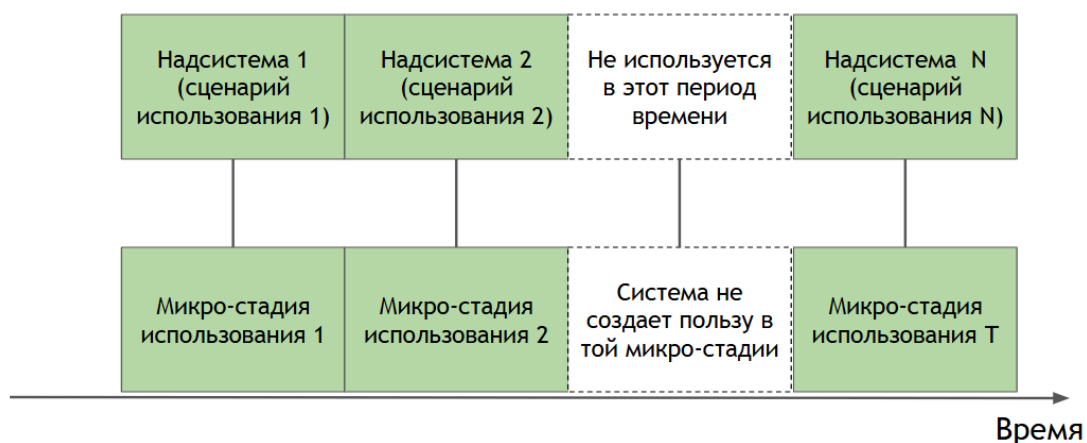 Надсистема 1
(сценарий
использования 1)
Надсистема 2
(сценарий
использования 2)
Не используется
в этот период
времени
Надсистема N
(сценарий
использования N)
Микро-стадия
использования 1
Микро-стадия
использования 2
Система не
создает пользу в
той микро-стадии
Микро-стадия
использования T
Время